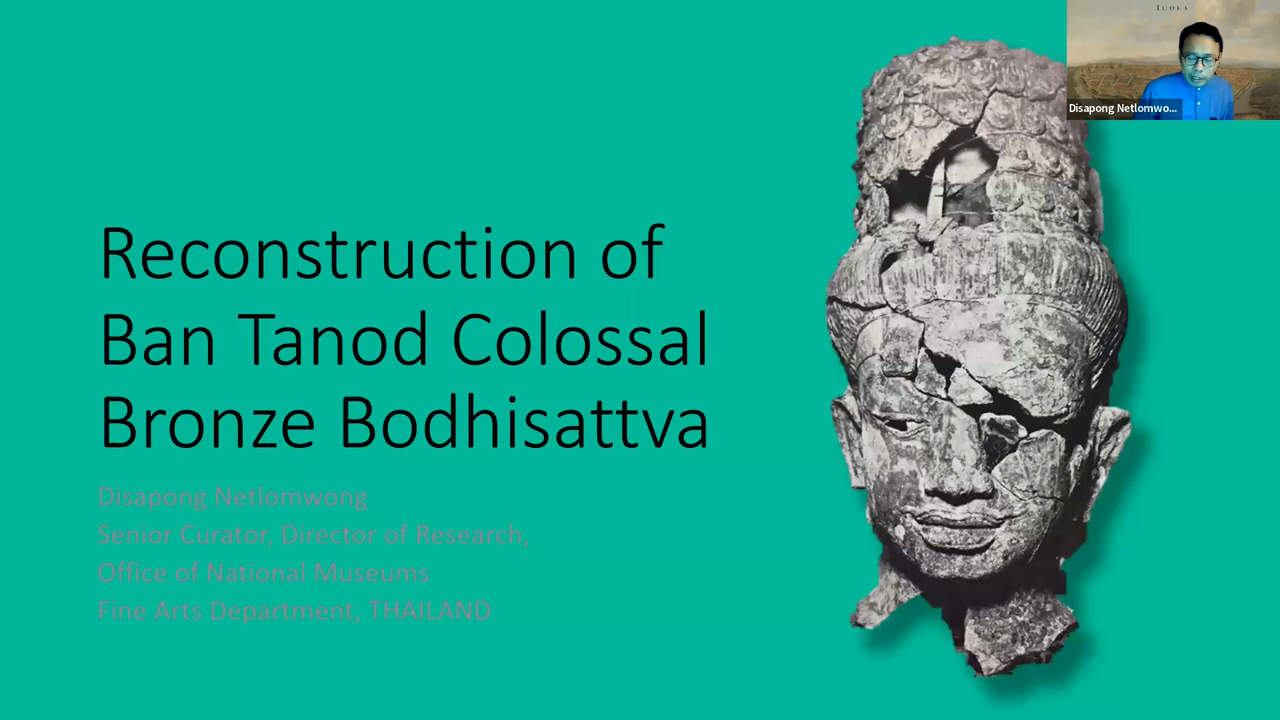 Reconstruction of
Ban Tanod Colossal
Bronze Bodhisattva
Disapong Netlomwong
Senior Curator, Director of Research,
Office of National Museums
Fine Arts Department, THAILAND
Disapong Netlomwo...